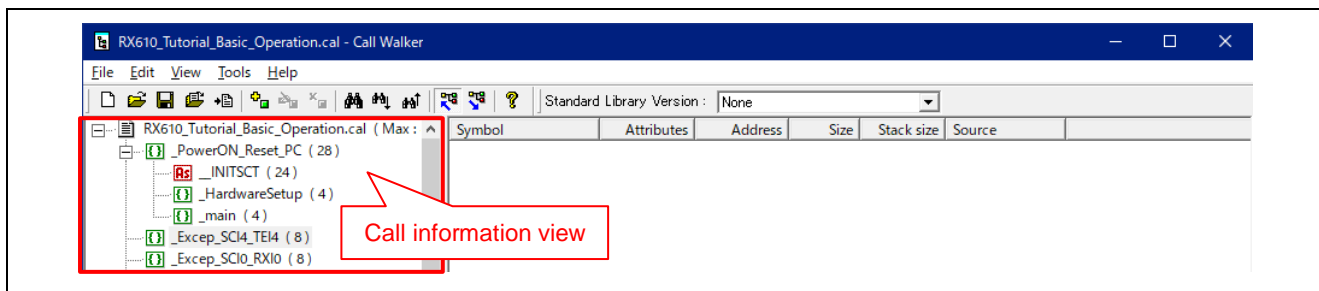 RX610_Tutorial_Basic_Operation.cal - Call Walker
File Edit View Tools Help
Standard Library Version : None
RX610_Tutorial_Basic_Operation.cal ( Max :
Symbol Attributes Address Size Stack size Source
_PowerON_Reset_PC ( 28 )
As __INITSCT ( 24 )
_HardwareSetup ( 4 )
_main ( 4 )
Call information view
_Excep_SCI4_TEI4 ( 8 )
_Excep_SCI0_RXI0 ( 8 )